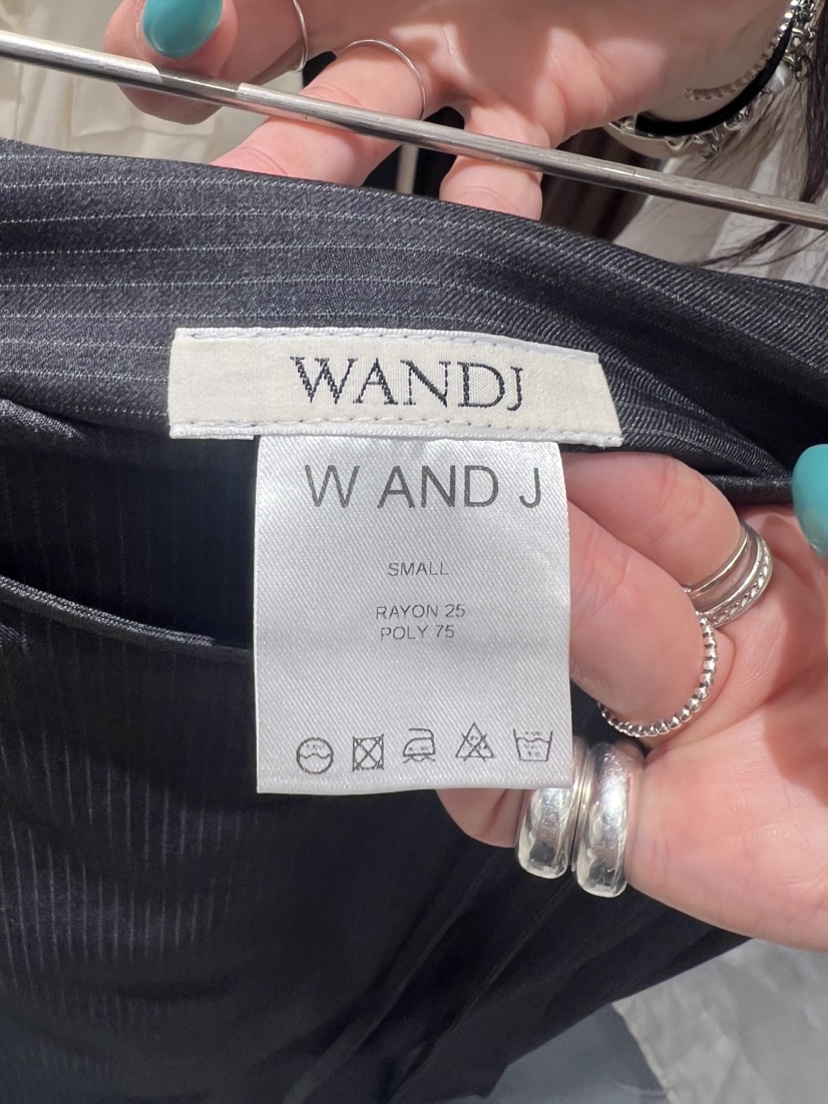 WANDJ
W AND J
SMALL
RAYON 25
POLY 75